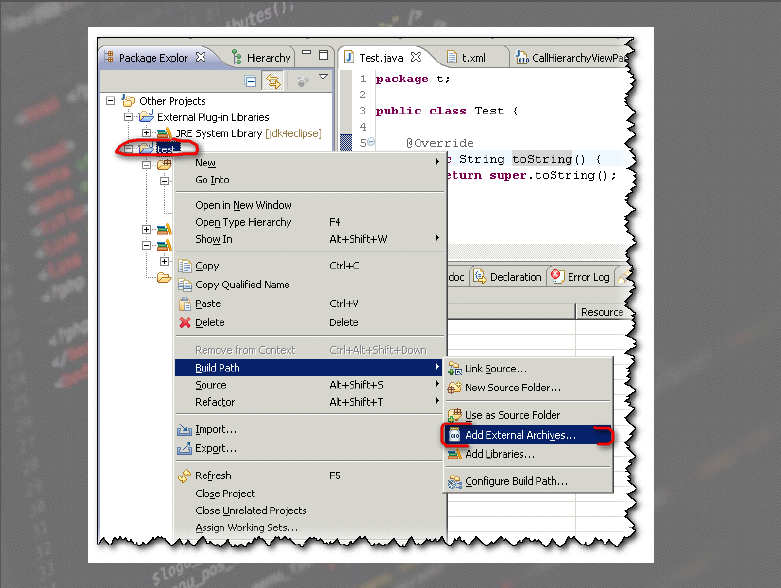 Package Explor
Hierarchy
Test.java
t.xml
CallHierarchyViewPa
Other Projects
External Plug-in Libraries
JRE System Library [jdk4eclipse]
test
1 package t;
2
3 public class Test {
4
5 @Override
c String toString() {
eturn super.toString();
New
Go Into
Open in New Window
Open Type Hierarchy F4
Show In Alt+Shift+W
Copy Ctrl+C
Copy Qualified Name
Paste Ctrl+V
Delete Delete
Remove from Context Ctrl+Alt+Shift+Down
Build Path
Source Alt+Shift+S
Refactor Alt+Shift+T
Import...
Export...
Refresh F5
Close Project
Close Unrelated Projects
Assign Working Sets...
doc
Declaration
Error Log
Resource
Link Source...
New Source Folder...
Use as Source Folder
Add External Archives...
Add Libraries...
Configure Build Path...